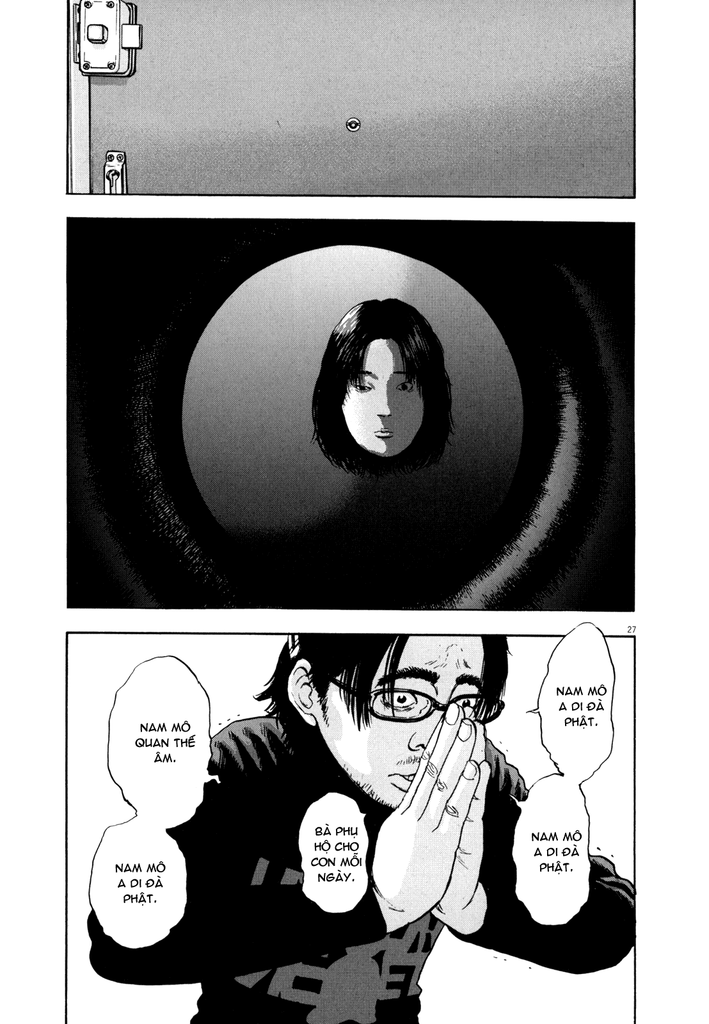 27
NAM MÔ
A DI ĐÀ
PHẬT.
NAM MÔ
A DI ĐÀ
PHẬT.
BÀ PHỤ
HỘ CHO
CON MỖI
NGÀY.
NAM MÔ
QUAN THẾ
ÂM.
NAM MÔ
A DI ĐÀ
PHẬT.